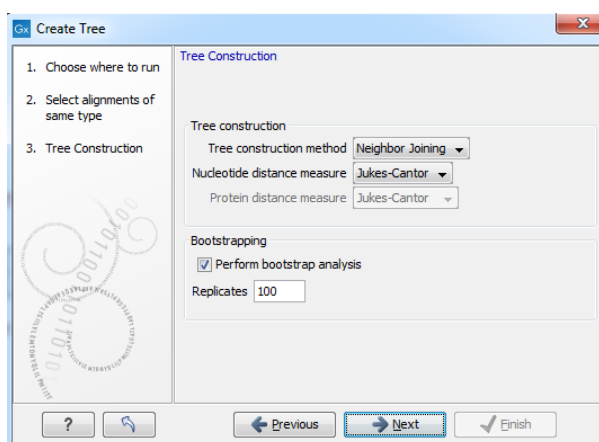 Gx Create Tree
X
1. Choose where to run
2. Select alignments of
same type
3. Tree Construction
Tree Construction
Tree construction
Tree construction method Neighbor Joining
Nucleotide distance measure Jukes-Cantor
Protein distance measure Jukes-Cantor
Bootstrapping
Perform bootstrap analysis
Replicates 100
? Previous Next Finish